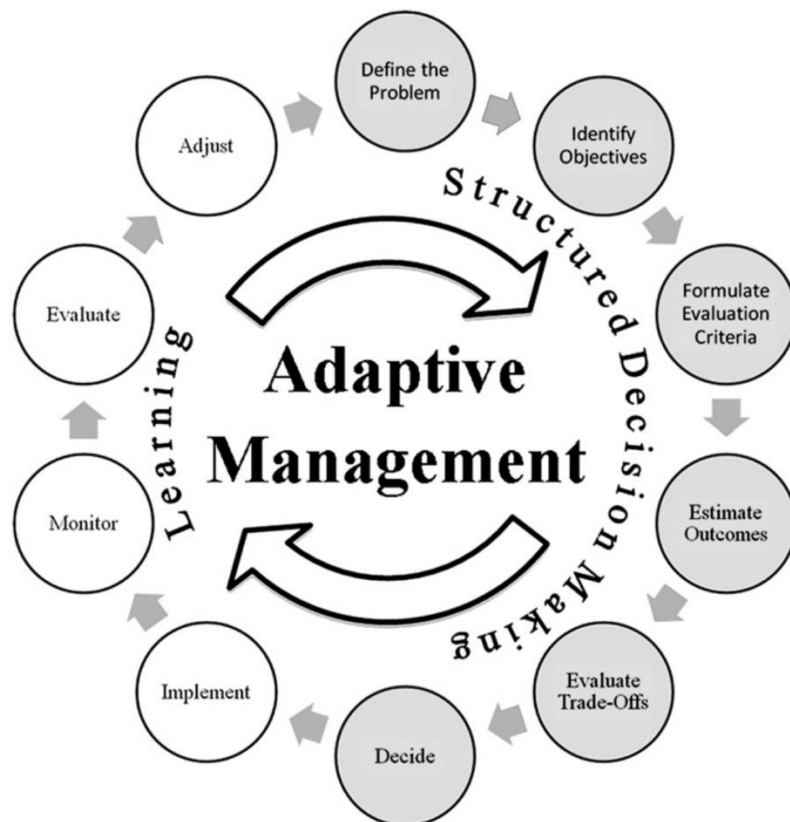 Define the
Problem
Identify
Objectives
Formulate
Evaluation
Criteria
Estimate
Outcomes
Evaluate
Trade-Offs
Decide
Implement
Monitor
Evaluate
Adjust
Structured Decision Making
Learning
Adaptive
Management